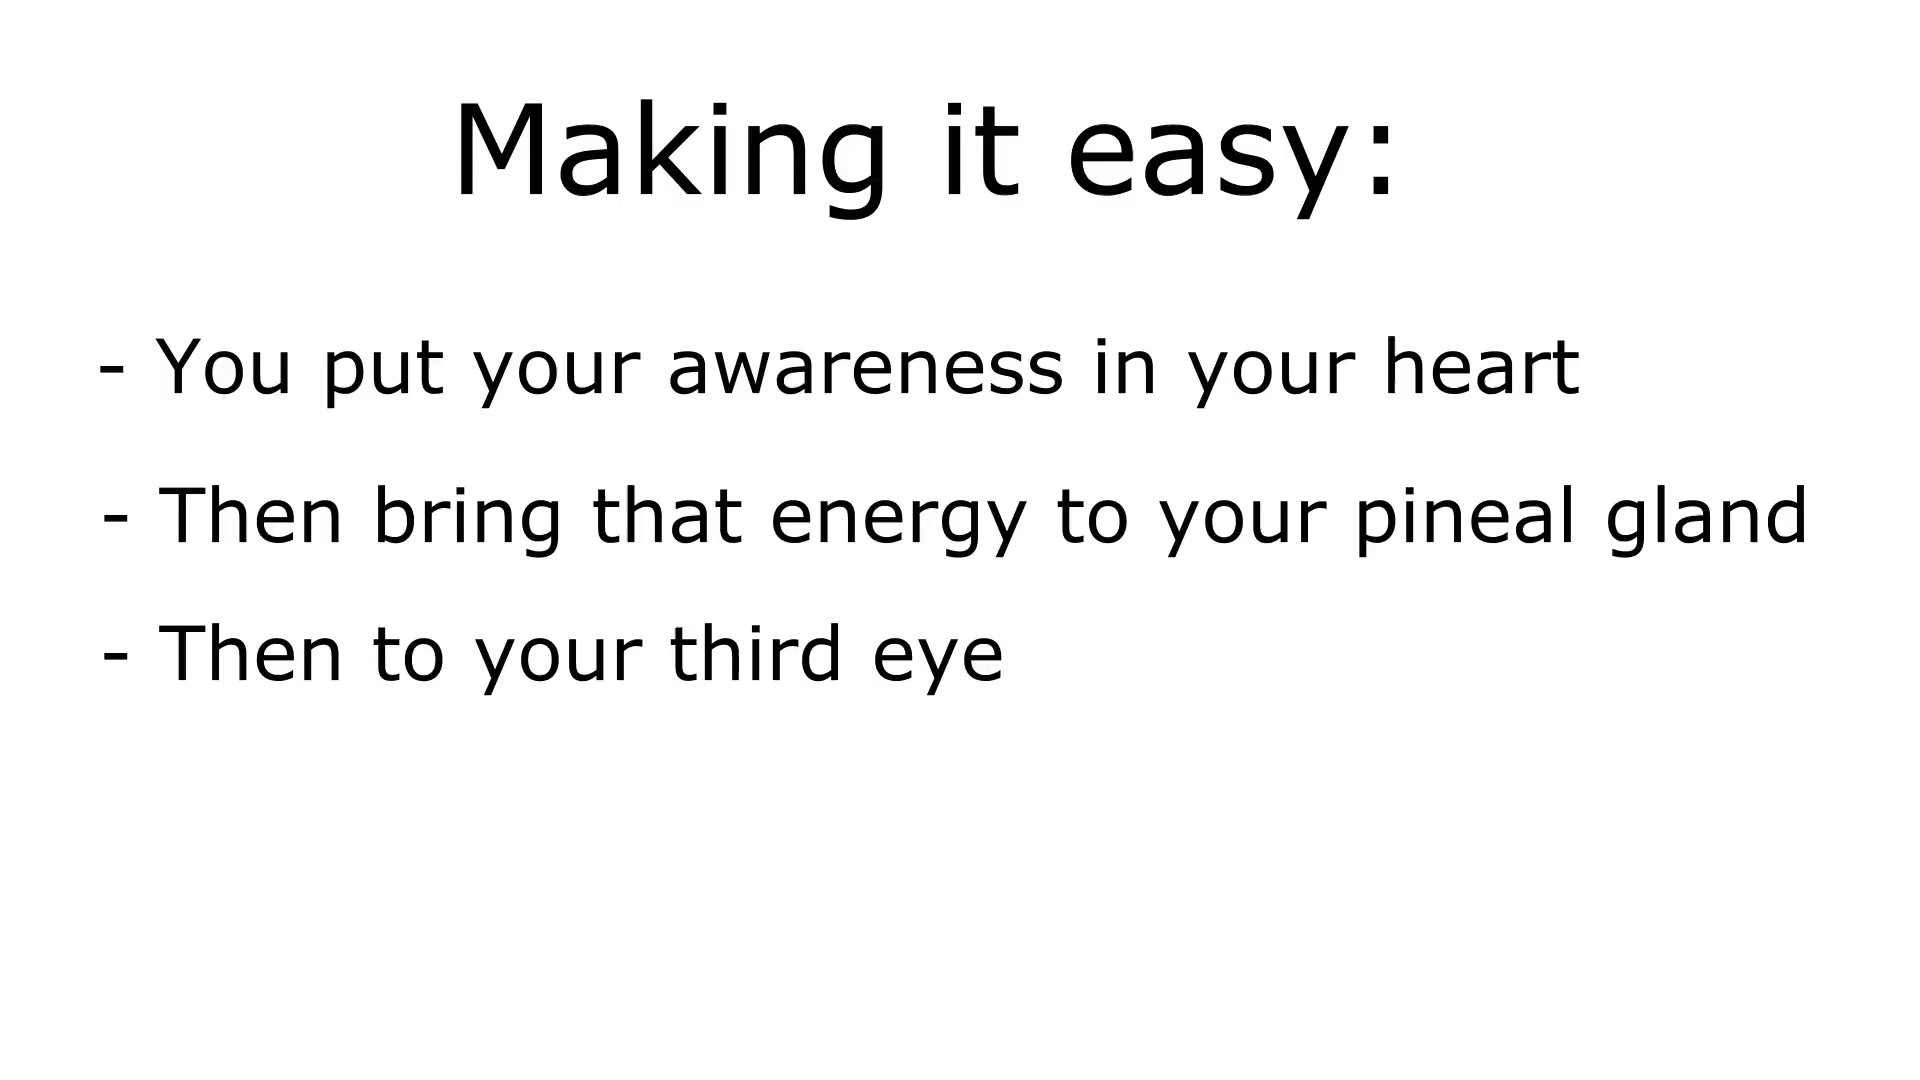 Making it easy:
- You put your awareness in your heart
- Then bring that energy to your pineal gland
- Then to your third eye